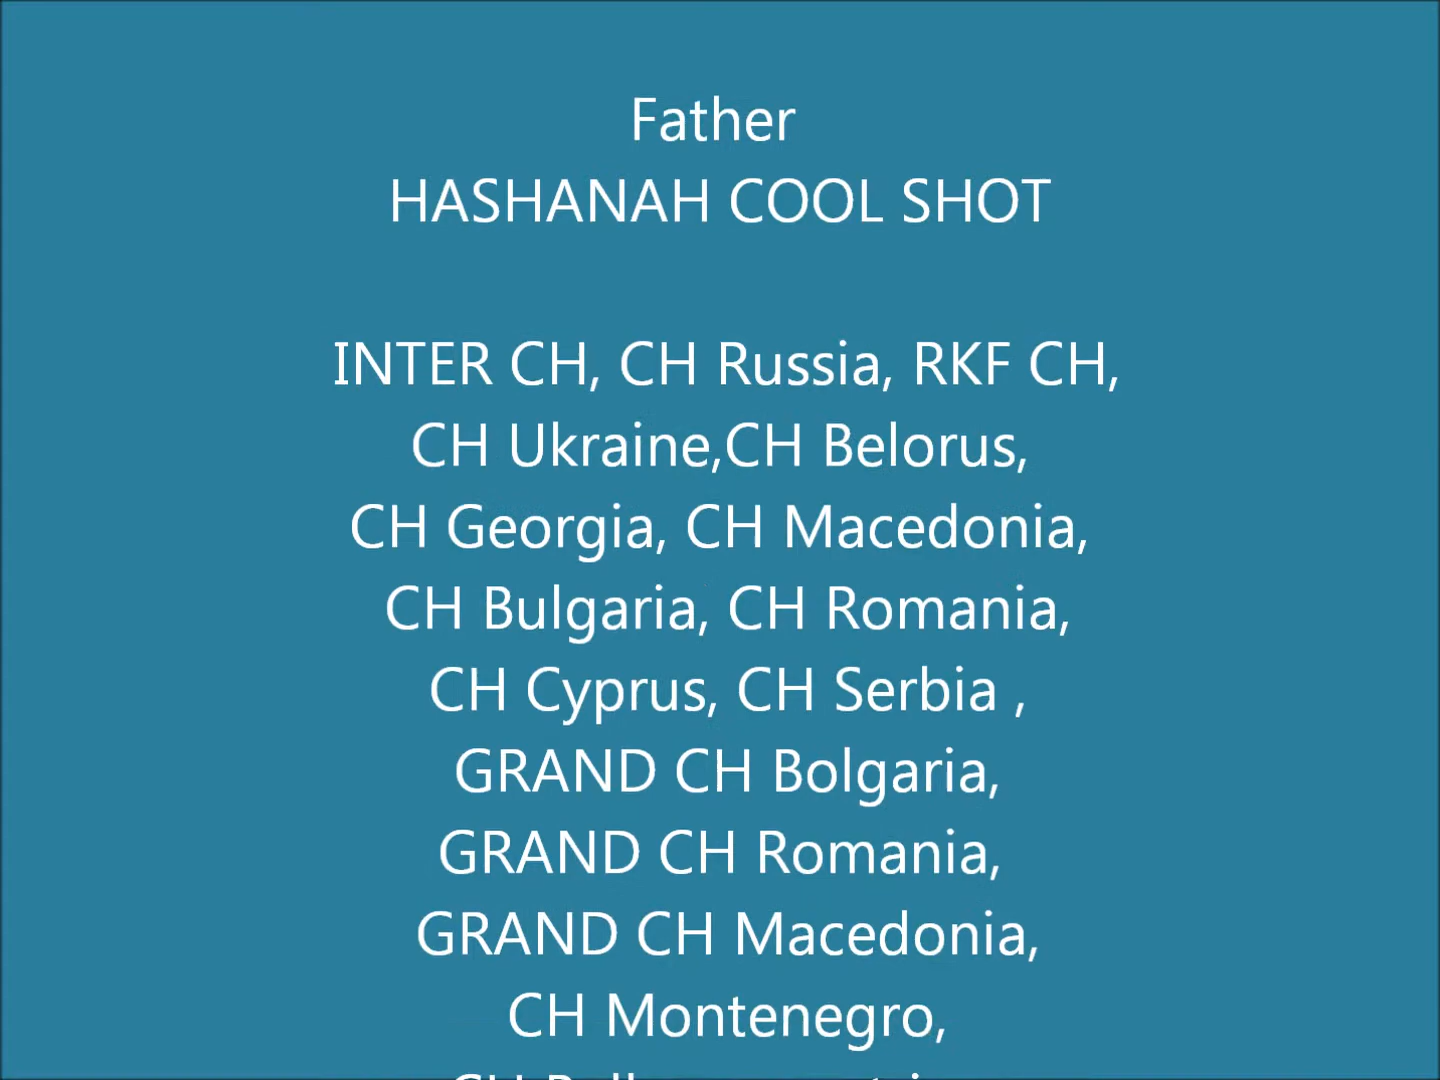 Father
HASHANAH COOL SHOT
INTER CH, CH Russia, RKF CH,
CH Ukraine,CH Belorus,
CH Georgia, CH Macedonia,
CH Bulgaria, CH Romania,
CH Cyprus, CH Serbia ,
GRAND CH Bolgaria,
GRAND CH Romania,
GRAND CH Macedonia,
CH Montenegro,
CH